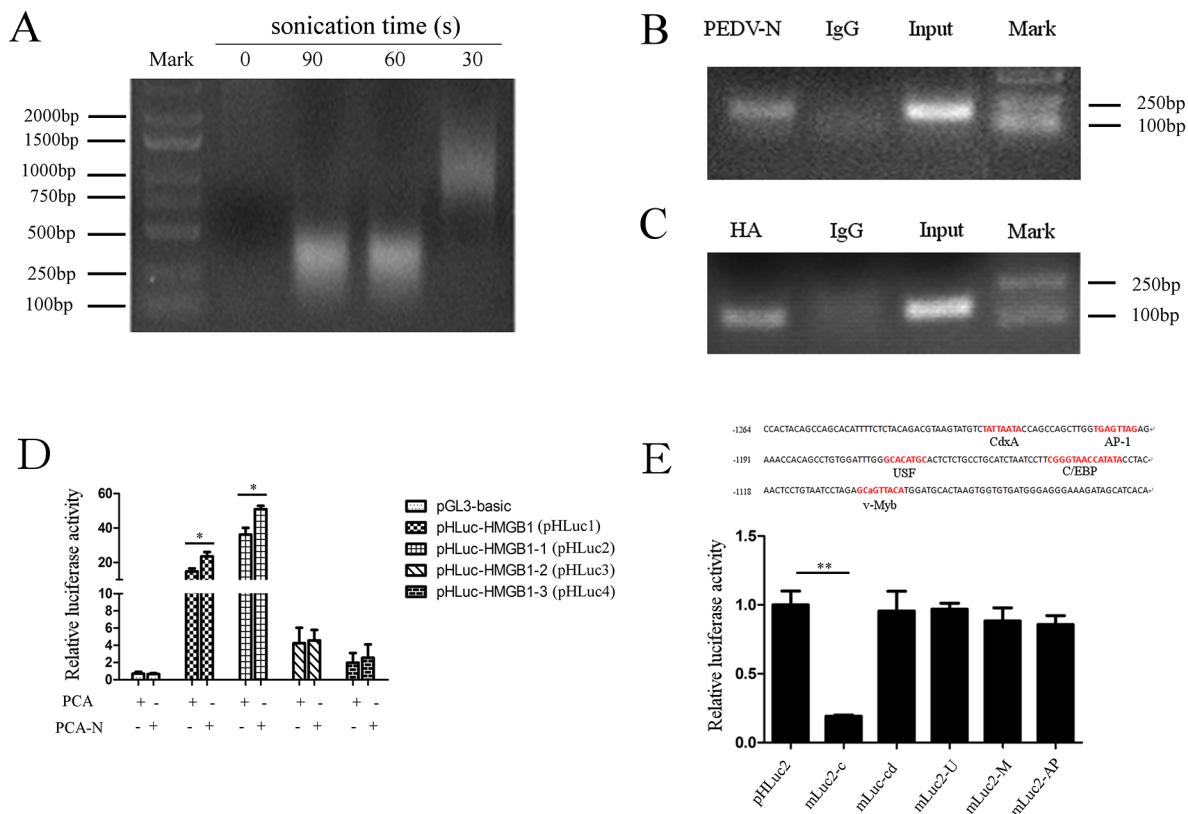 A
sonication time (s)
Mark 0 90 60 30
2000bp
1500bp
1000bp
750bp
500bp
250bp
100bp
B
PEDV-N IgG Input Mark
250bp
100bp
C
HA IgG Input Mark
250bp
100bp
D
Relative luciferase activity
60
40
20
10
8
6
4
2
0
*
*
PCA + - + - + - + - + -
PCA-N - + - + - + - + - +
pGL3-basic
pHLuc-HMGB1 (pHLuc1)
pHLuc-HMGB1-1 (pHLuc2)
pHLuc-HMGB1-2 (pHLuc3)
pHLuc-HMGB1-3 (pHLuc4)
E
-1264 CCACTACAGCCAGCACATTTTCTCTACAGACGTAAGTATGTCTATTAATACCAGCCAGCTTGGTGAGTTAGAG↵
CdxA AP-1
-1191 AAACCACAGCCTGTGGATTTGGGCACATGCACTCTCTGCCTGCATCTAATCCTTCGGGTAACCATATACCTAC↵
USF C/EBP
-1118 AACTCCTGTAATCCTAGAGCaGTTACATGGATGCACTAAGTGGTGTGATGGGAGGGAAAGATAGCATCACA↵
v-Myb
Relative luciferase activity
1.5
1.0
0.5
0.0
**
pHLuc2
mLuc2-c
mLuc-cd
mLuc2-U
mLuc2-M
mLuc2-AP